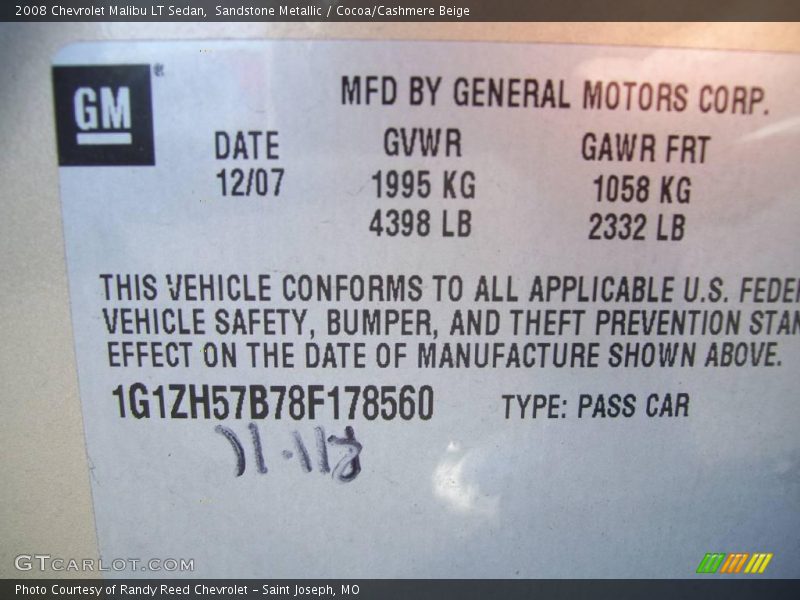 2008 Chevrolet Malibu LT Sedan, Sandstone Metallic / Cocoa/Cashmere Beige
GM ®
MFD BY GENERAL MOTORS CORP.
DATE GVWR GAWR FRT
12/07 1995 KG 1058 KG
4398 LB 2332 LB
THIS VEHICLE CONFORMS TO ALL APPLICABLE U.S.
VEHICLE SAFETY, BUMPER, AND THEFT PREVENTION
EFFECT ON THE DATE OF MANUFACTURE SHOWN ABOVE.
1G1ZH57B78F178560 TYPE: PASS CAR
GTCARLOT.COM
Photo Courtesy of Randy Reed Chevrolet - Saint Joseph, MO